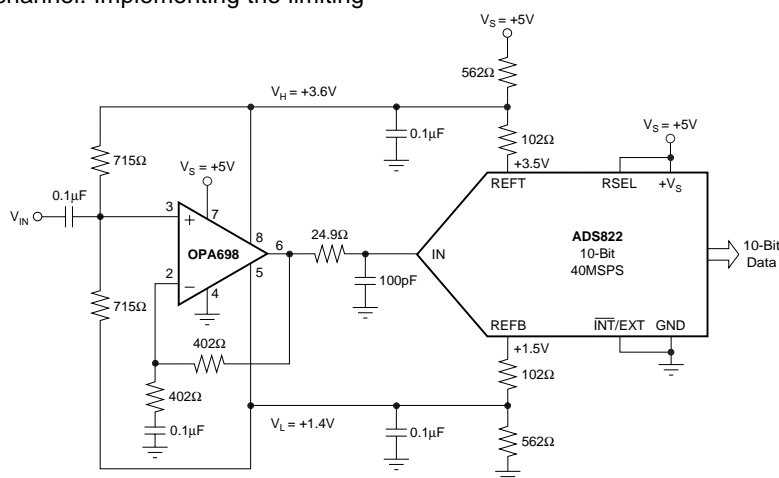 channel. Implementing the limiting
V_S = +5V
562Ω
V_H = +3.6V
0.1μF
102Ω
+3.5V
V_S = +5V
715Ω
V_S = +5V
REFT
RSEL
+V_S
0.1μF
V_IN
3
+
7
8
OPA698
6
24.9Ω
IN
ADS822
10-Bit
40MSPS
10-Bit
Data
5
2
−
4
100pF
715Ω
REFB
INT/EXT
GND
402Ω
+1.5V
402Ω
102Ω
0.1μF
V_L = +1.4V
0.1μF
562Ω